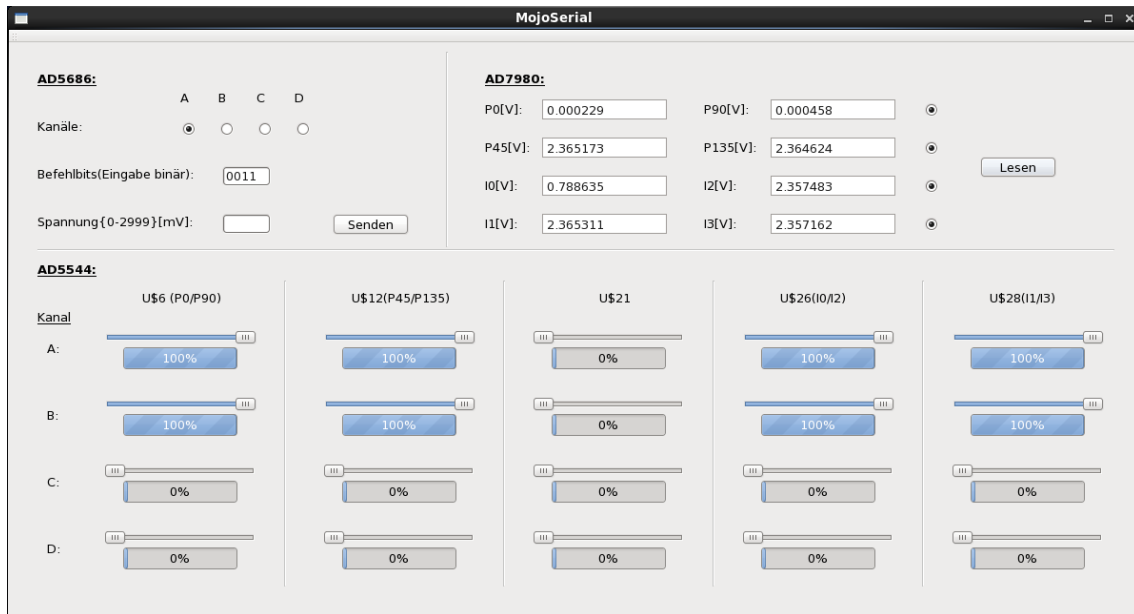 MojoSerial
AD5686:
A B C D
Kanäle:
Befehlbits(Eingabe binär): 0011
Spannung{0-2999}[mV]: Senden
AD7980:
P0[V]: 0.000229 P90[V]: 0.000458
P45[V]: 2.365173 P135[V]: 2.364624
Lesen
I0[V]: 0.788635 I2[V]: 2.357483
I1[V]: 2.365311 I3[V]: 2.357162
AD5544:
U$6 (P0/P90) U$12(P45/P135) U$21 U$26(I0/I2) U$28(I1/I3)
Kanal
A: 100% 100% 0% 100% 100%
B: 100% 100% 0% 100% 100%
C: 0% 0% 0% 0% 0%
D: 0% 0% 0% 0% 0%